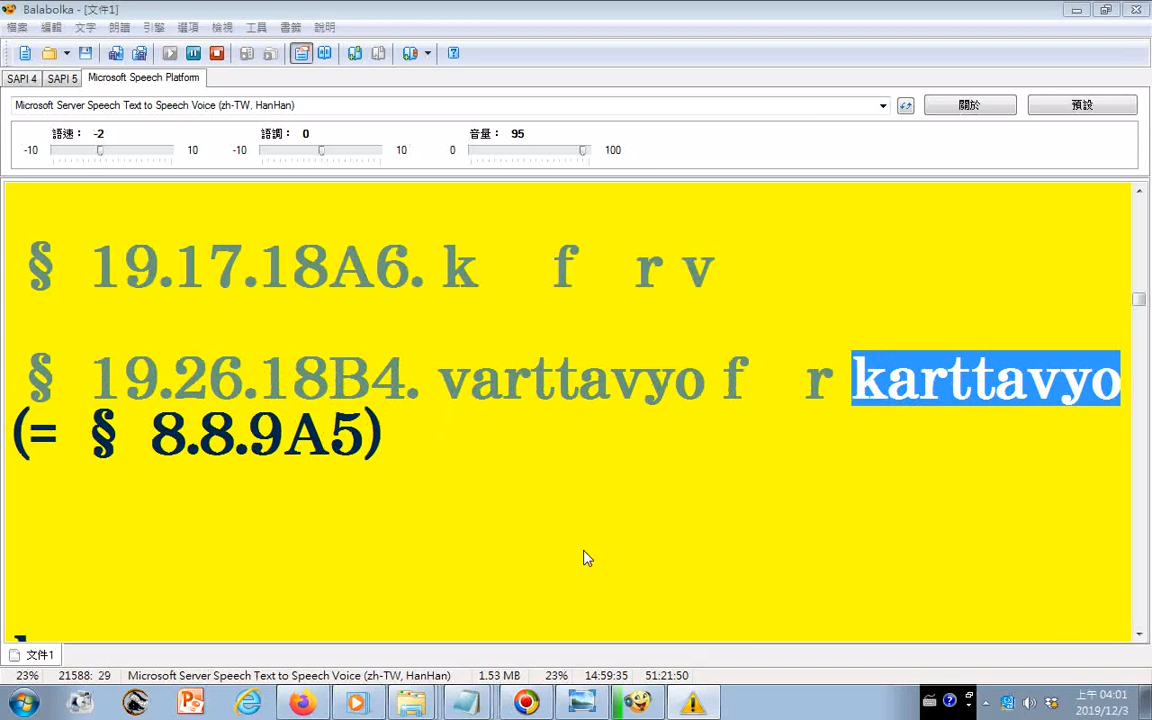 Balabolka - [文件1]
檔案 編輯 文字 朗讀 引擎 選項 檢視 工具 書籤 說明
SAPI 4 SAPI 5 Microsoft Speech Platform
Microsoft Server Speech Text to Speech Voice (zh-TW, HanHan) 關於 預設
語速： -2 語調： 0 音量： 95
-10 10 -10 10 0 100
§ 19.17.18A6. k f r v
§ 19.26.18B4. varttavyo f r karttavyo
(= § 8.8.9A5)
文件1
23% 21588: 29 Microsoft Server Speech Text to Speech Voice (zh-TW, HanHan) 1.53 MB 23% 14:59:35 51:21:50
上午 04:01
2019/12/3